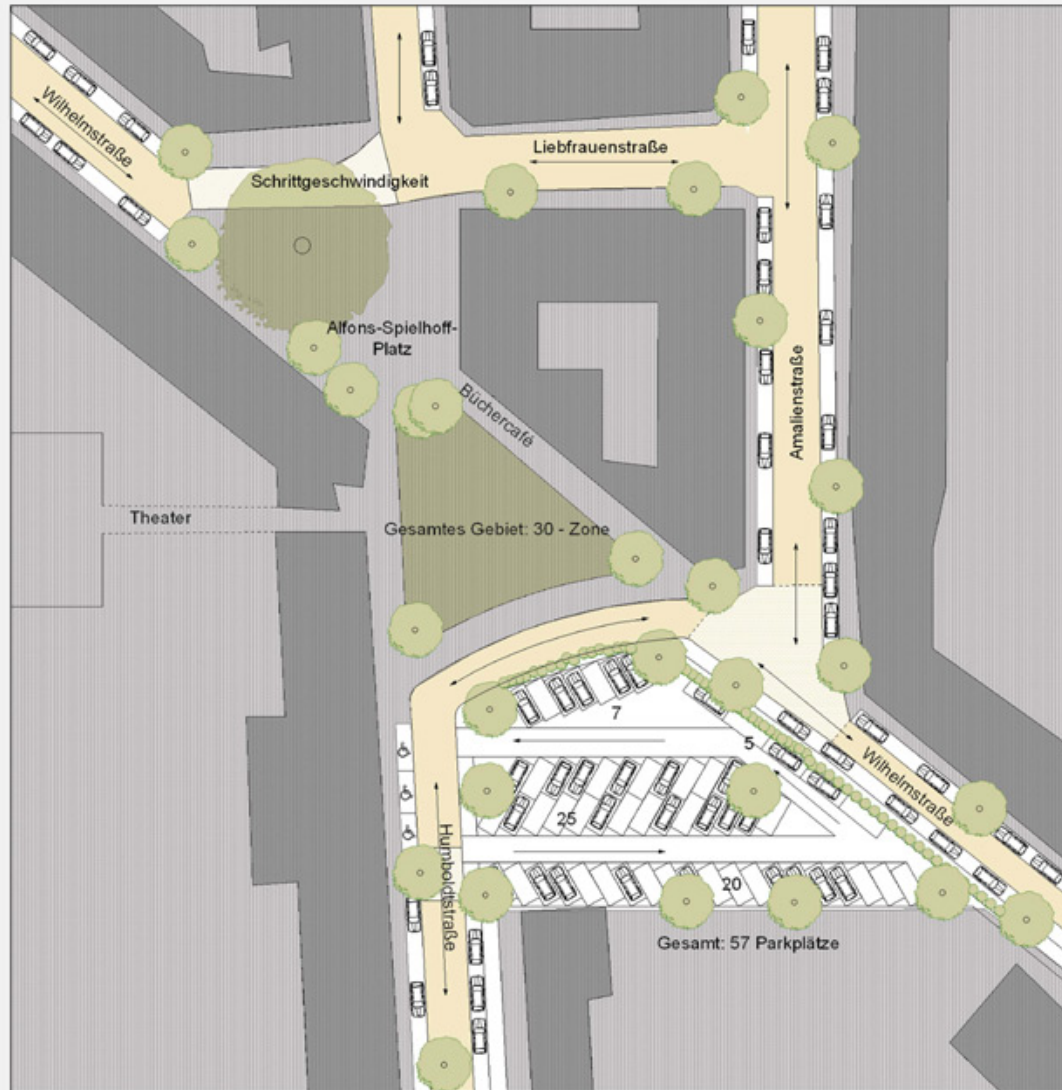 Wilhelmstraße
Liebfrauenstraße
Schrittgeschwindigkeit
Alfons-Spielhoff-
Platz
Büchercafé
Amalienstraße
Theater
Gesamtes Gebiet: 30 - Zone
7
5
Wilhelmstraße
25
Humboldtstraße
20
Gesamt: 57 Parkplätze